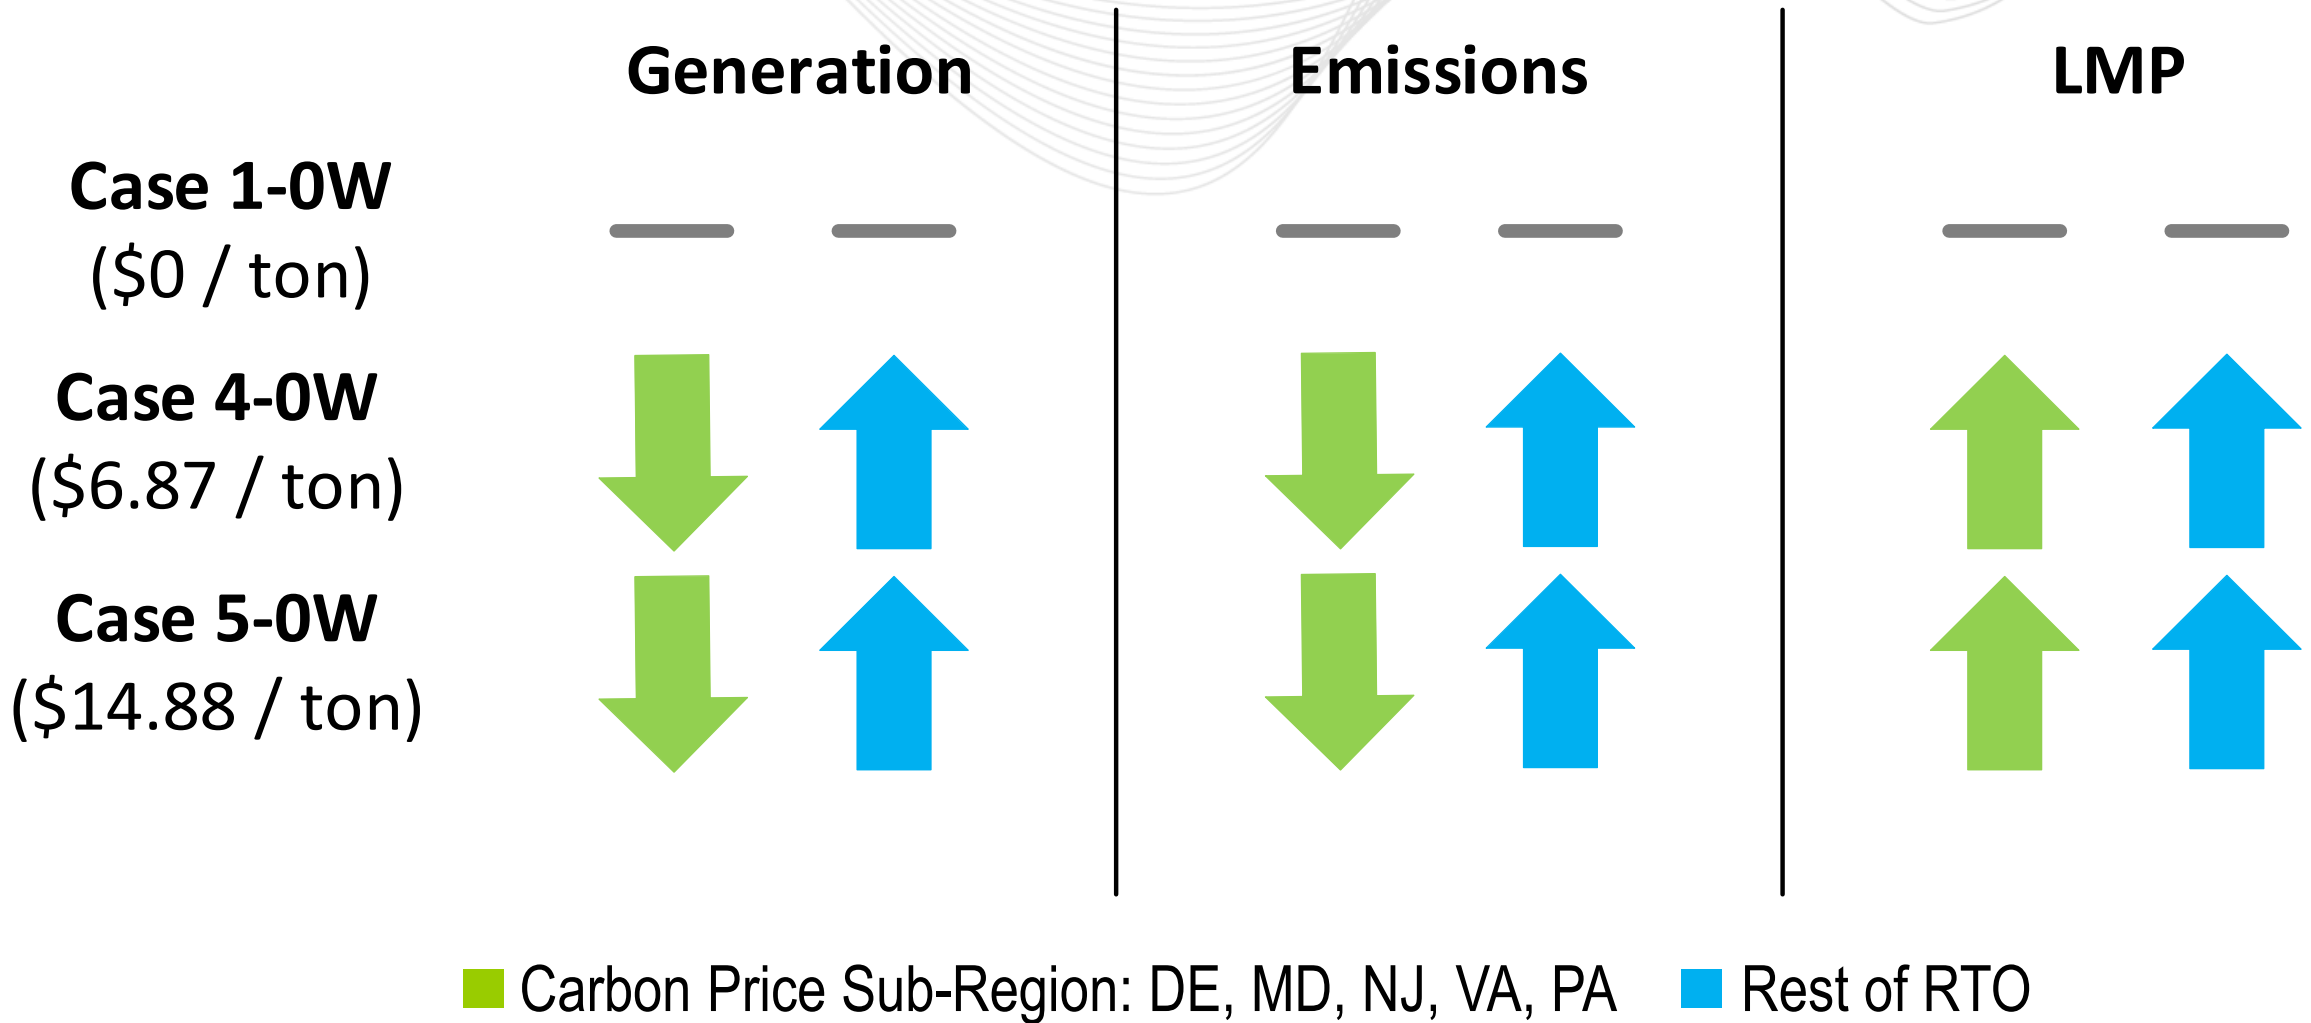 Generation
Emissions
LMP
Case 1-0W
($0 / ton)
Case 4-0W
($6.87 / ton)
Case 5-0W
($14.88 / ton)
Carbon Price Sub-Region: DE, MD, NJ, VA, PA
Rest of RTO